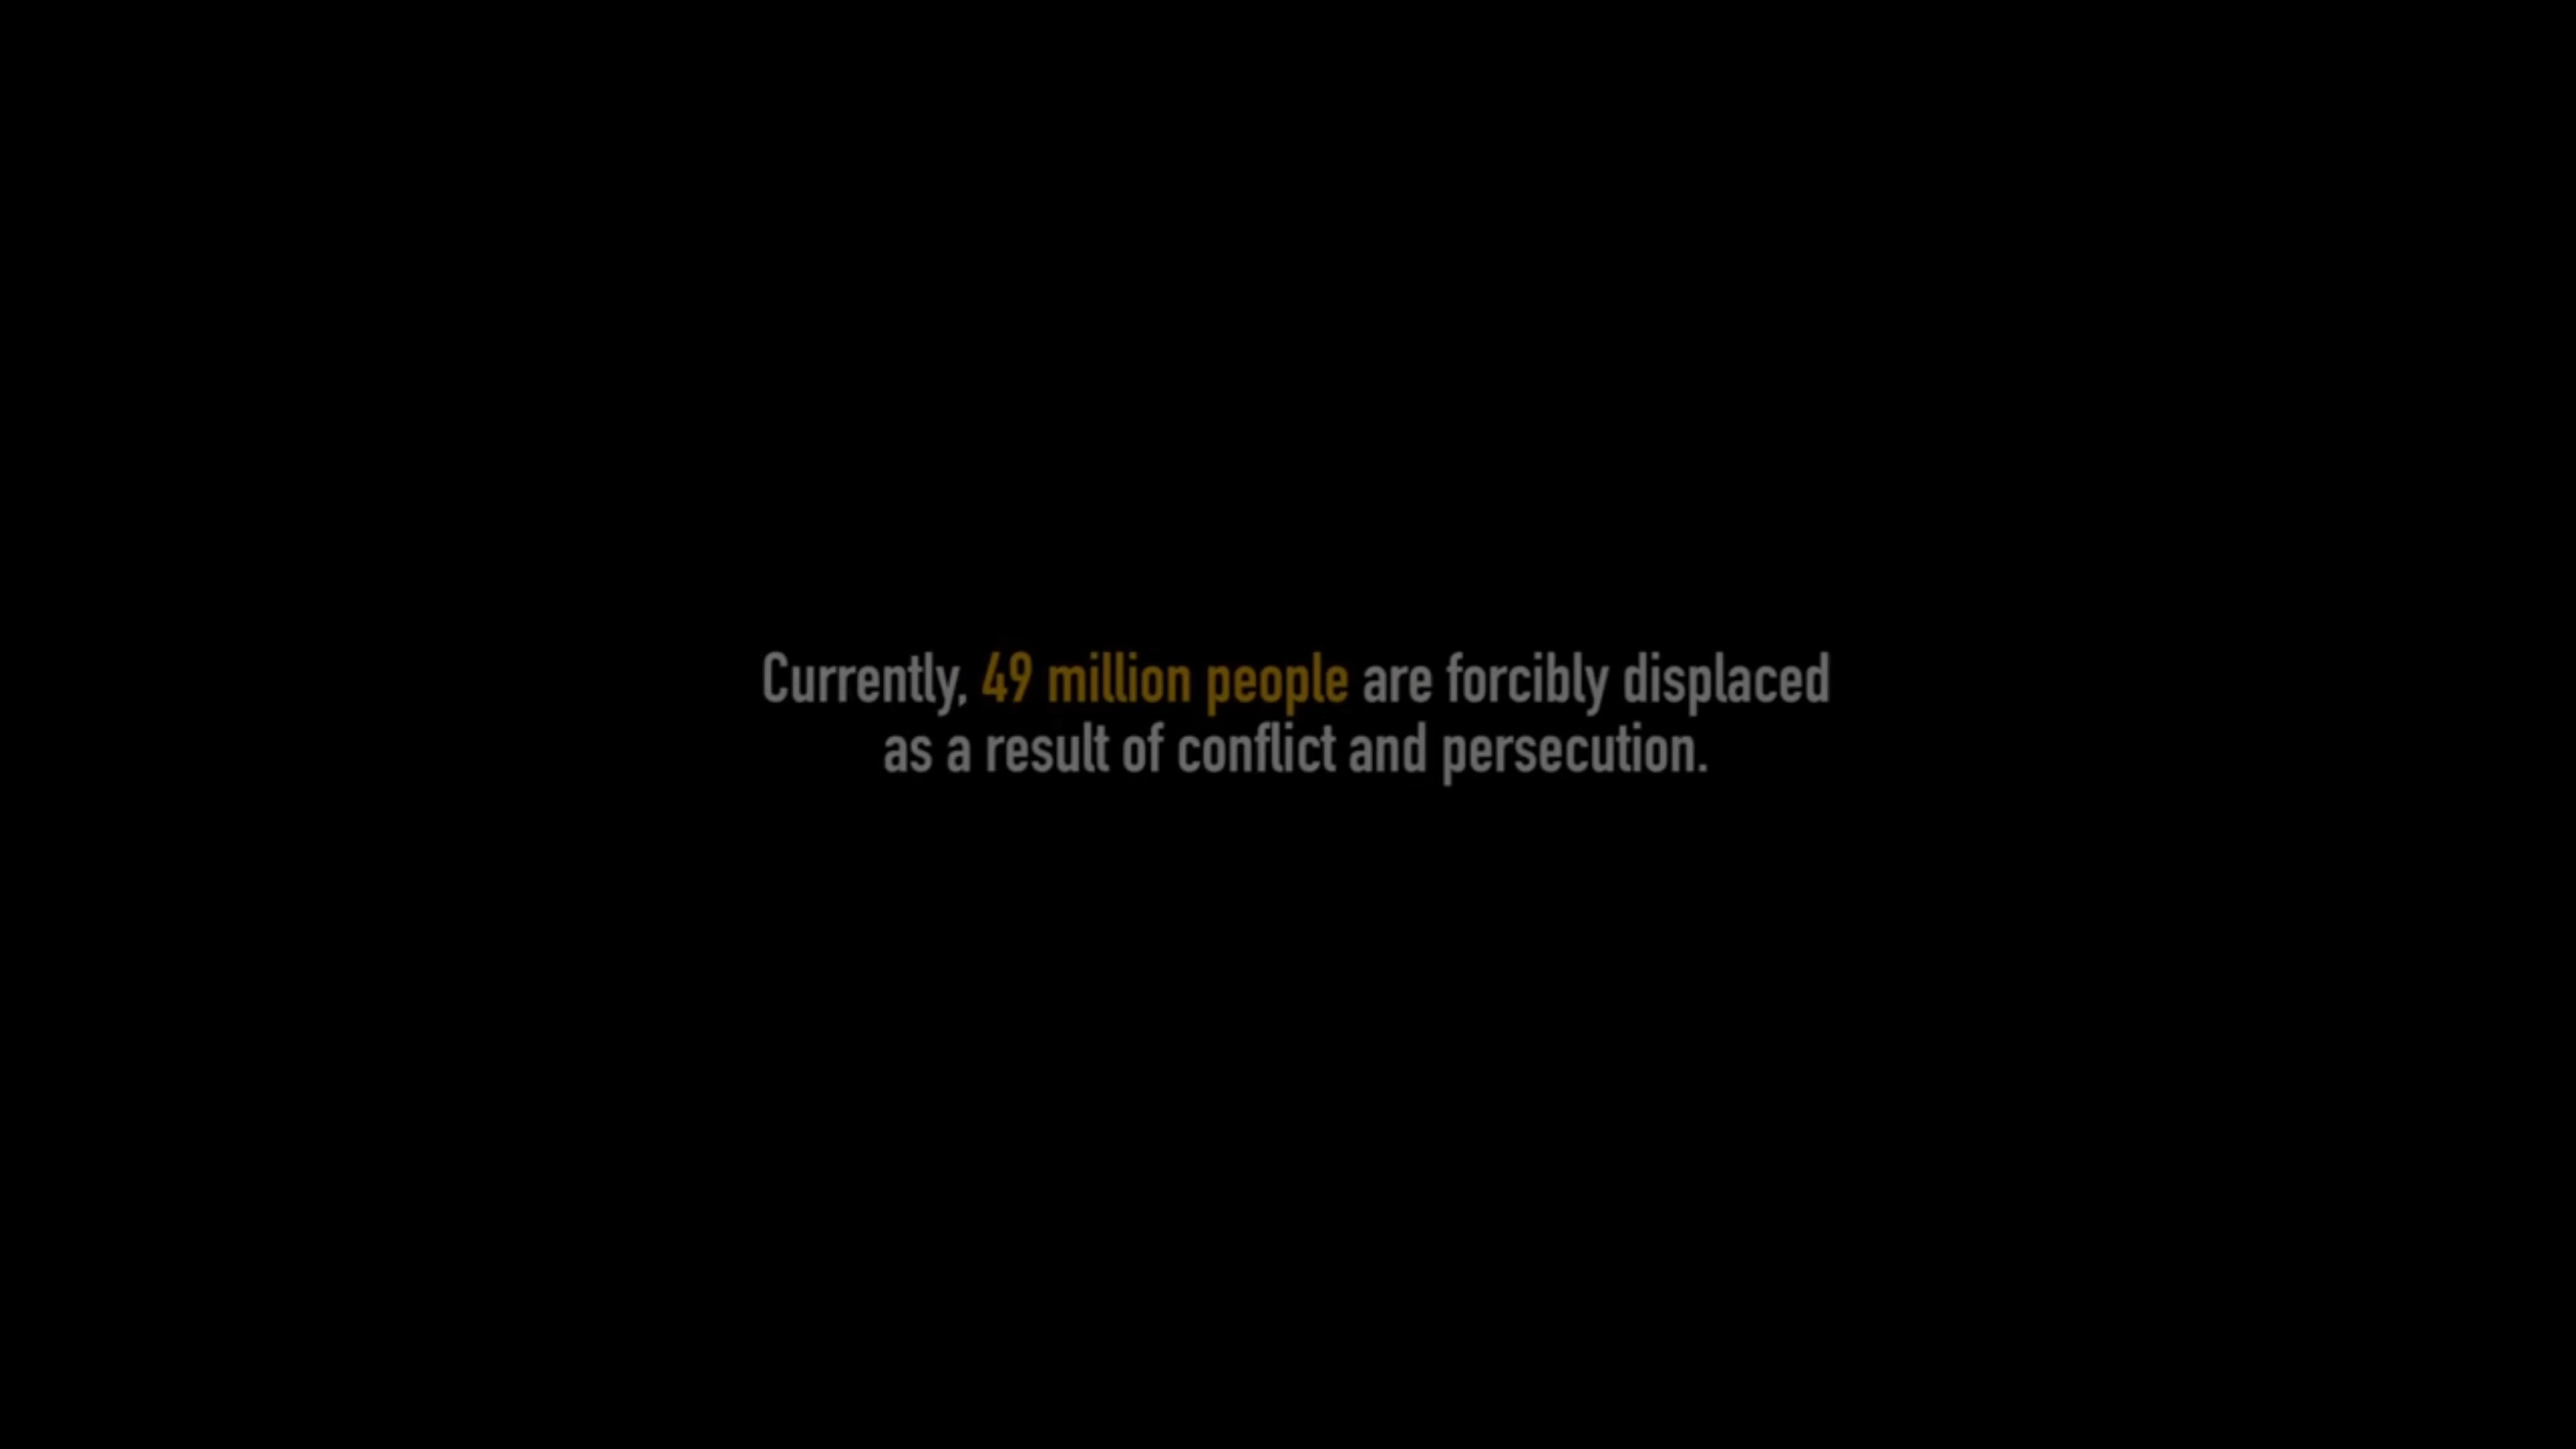 Currently, 49 million people are forcibly displaced
as a result of conflict and persecution.